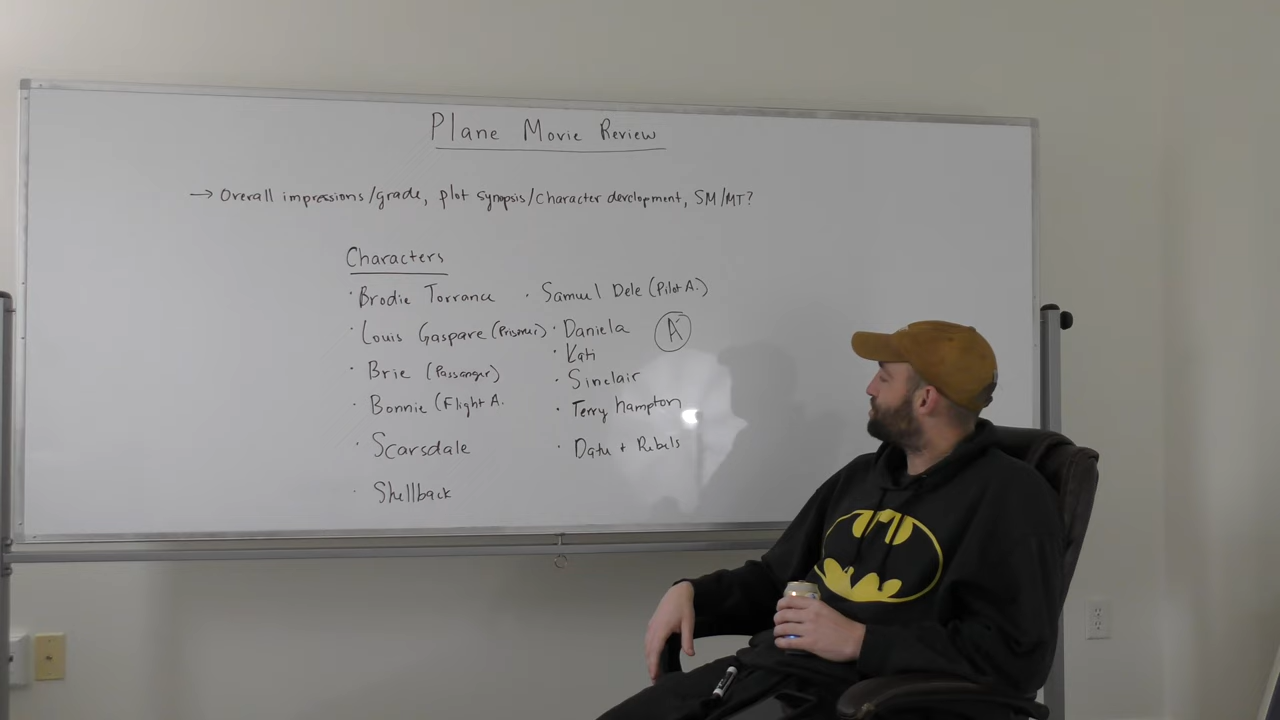 Plane Movie Review
→ Overall impressions/grade, plot synopsis/character development, SM/MT?
Characters
· Brodie Torrance
· Louis Gaspare (Prisoner)
· Brie (Passanger)
· Bonnie (Flight A.
· Scarsdale
· Shellback
· Samuel Dele (Pilot A.)
· Daniela
· Kati
· Sinclair
· Terry Hampton
· Datu + Rebels
A-